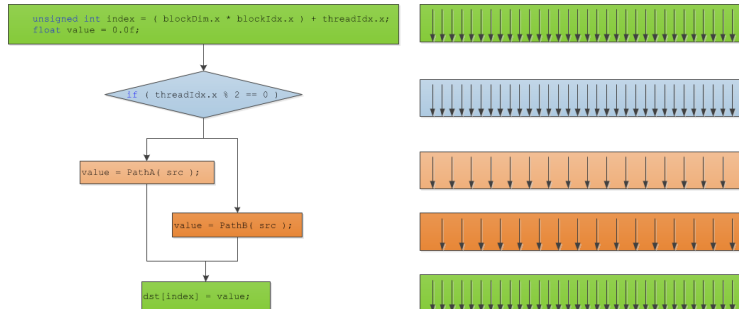 unsigned int index = ( blockDim.x * blockIdx.x ) + threadIdx.x;
float value = 0.0f;
if ( threadIdx.x % 2 == 0 )
value = PathA( src );
value = PathB( src );
dst[index] = value;